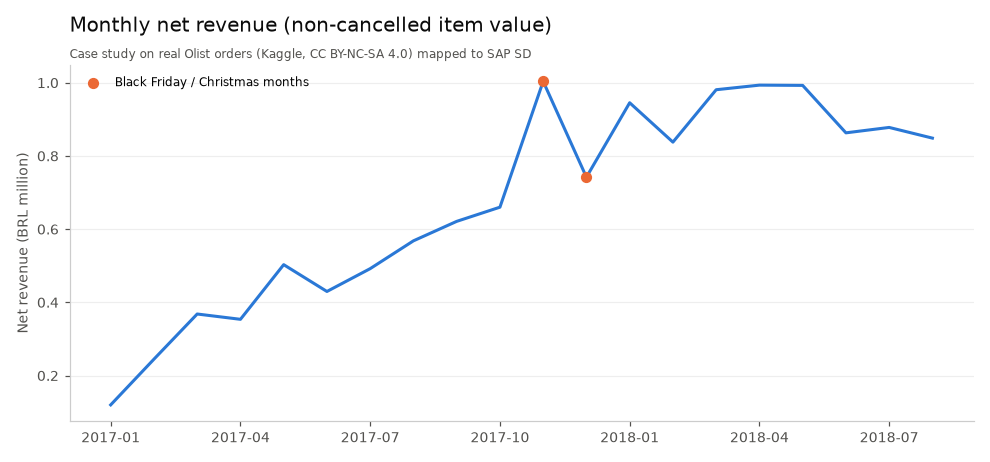 Monthly net revenue (non-cancelled item value)
Case study on real Olist orders (Kaggle, CC BY-NC-SA 4.0) mapped to SAP SD
Black Friday / Christmas months
Net revenue (BRL million)
1.0
0.8
0.6
0.4
0.2
2017-01 2017-04 2017-07 2017-10 2018-01 2018-04 2018-07